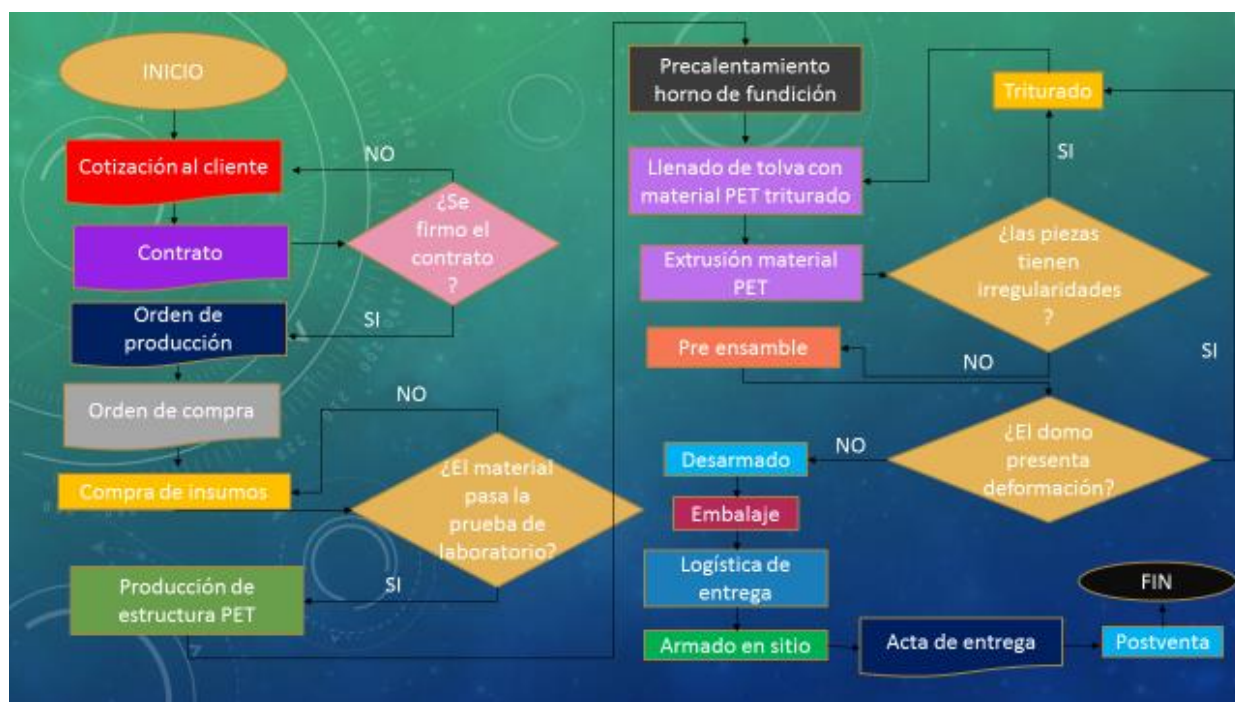 INICIO
Cotización al cliente
NO
¿Se
firmo el
contrato
?
Contrato
SI
Orden de
producción
Orden de compra
NO
Compra de insumos
¿El material
pasa la
prueba de
laboratorio?
SI
Producción de
estructura PET
Precalentamiento
horno de fundición
Triturado
SI
Llenado de tolva con
material PET triturado
¿las piezas
tienen
irregularidades
?
Extrusión material
PET
Pre ensamble
NO
SI
¿El domo
presenta
deformación?
NO
Desarmado
Embalaje
Logística de
entrega
FIN
Armado en sitio
Acta de entrega
Postventa